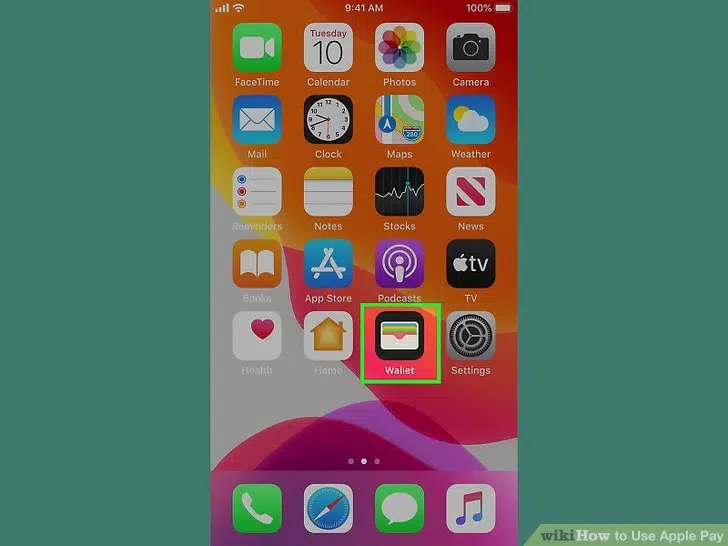 9:41 AM 100%
Tuesday
10
FaceTime Calendar Photos Camera
12
280
Mail Clock Maps Weather
Reminders Notes Stocks News
tv
Books App Store Podcasts TV
Health Home Wallet Settings
wikiHow to Use Apple Pay